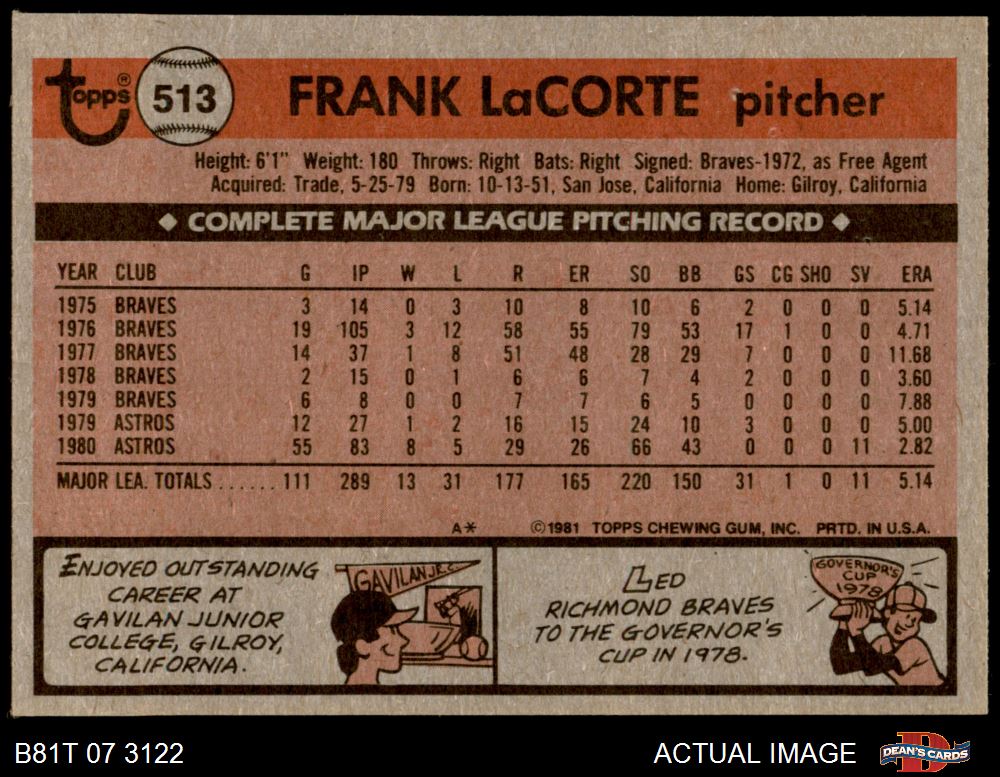 Topps ® 513 FRANK LaCORTE pitcher
Height: 6'1" Weight: 180 Throws: Right Bats: Right Signed: Braves-1972, as Free Agent
Acquired: Trade, 5-25-79 Born: 10-13-51, San Jose, California Home: Gilroy, California
◆ COMPLETE MAJOR LEAGUE PITCHING RECORD ◆
YEAR CLUB G IP W L R ER SO BB GS CG SHO SV ERA
1975 BRAVES 3 14 0 3 10 8 10 6 2 0 0 0 5.14
1976 BRAVES 19 105 3 12 58 55 79 53 17 1 0 0 4.71
1977 BRAVES 14 37 1 8 51 48 28 29 7 0 0 0 11.68
1978 BRAVES 2 15 0 1 6 6 7 4 2 0 0 0 3.60
1979 BRAVES 6 8 0 0 7 7 6 5 0 0 0 0 7.88
1979 ASTROS 12 27 1 2 16 15 24 10 3 0 0 0 5.00
1980 ASTROS 55 83 8 5 29 26 66 43 0 0 0 11 2.82
MAJOR LEA. TOTALS ...... 111 289 13 31 177 165 220 150 31 1 0 11 5.14
A* ©1981 TOPPS CHEWING GUM, INC. PRTD. IN U.S.A.
ENJOYED OUTSTANDING
CAREER AT
GAVILAN JUNIOR
COLLEGE, GILROY,
CALIFORNIA.
GAVILAN JR. C.
LED
RICHMOND BRAVES
TO THE GOVERNOR'S
CUP IN 1978.
GOVERNOR'S
CUP
1978
B81T 07 3122 ACTUAL IMAGE DEAN'S CARDS